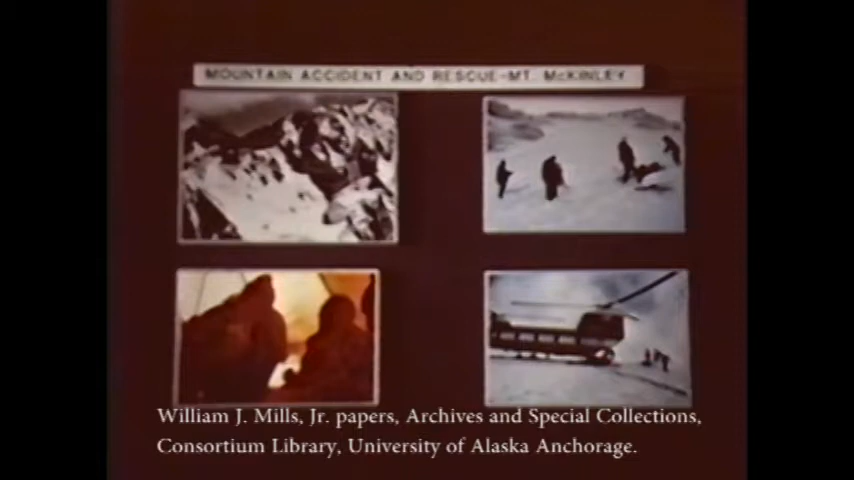 MOUNTAIN ACCIDENT AND RESCUE-MT. McKINLEY
William J. Mills, Jr. papers, Archives and Special Collections,
Consortium Library, University of Alaska Anchorage.